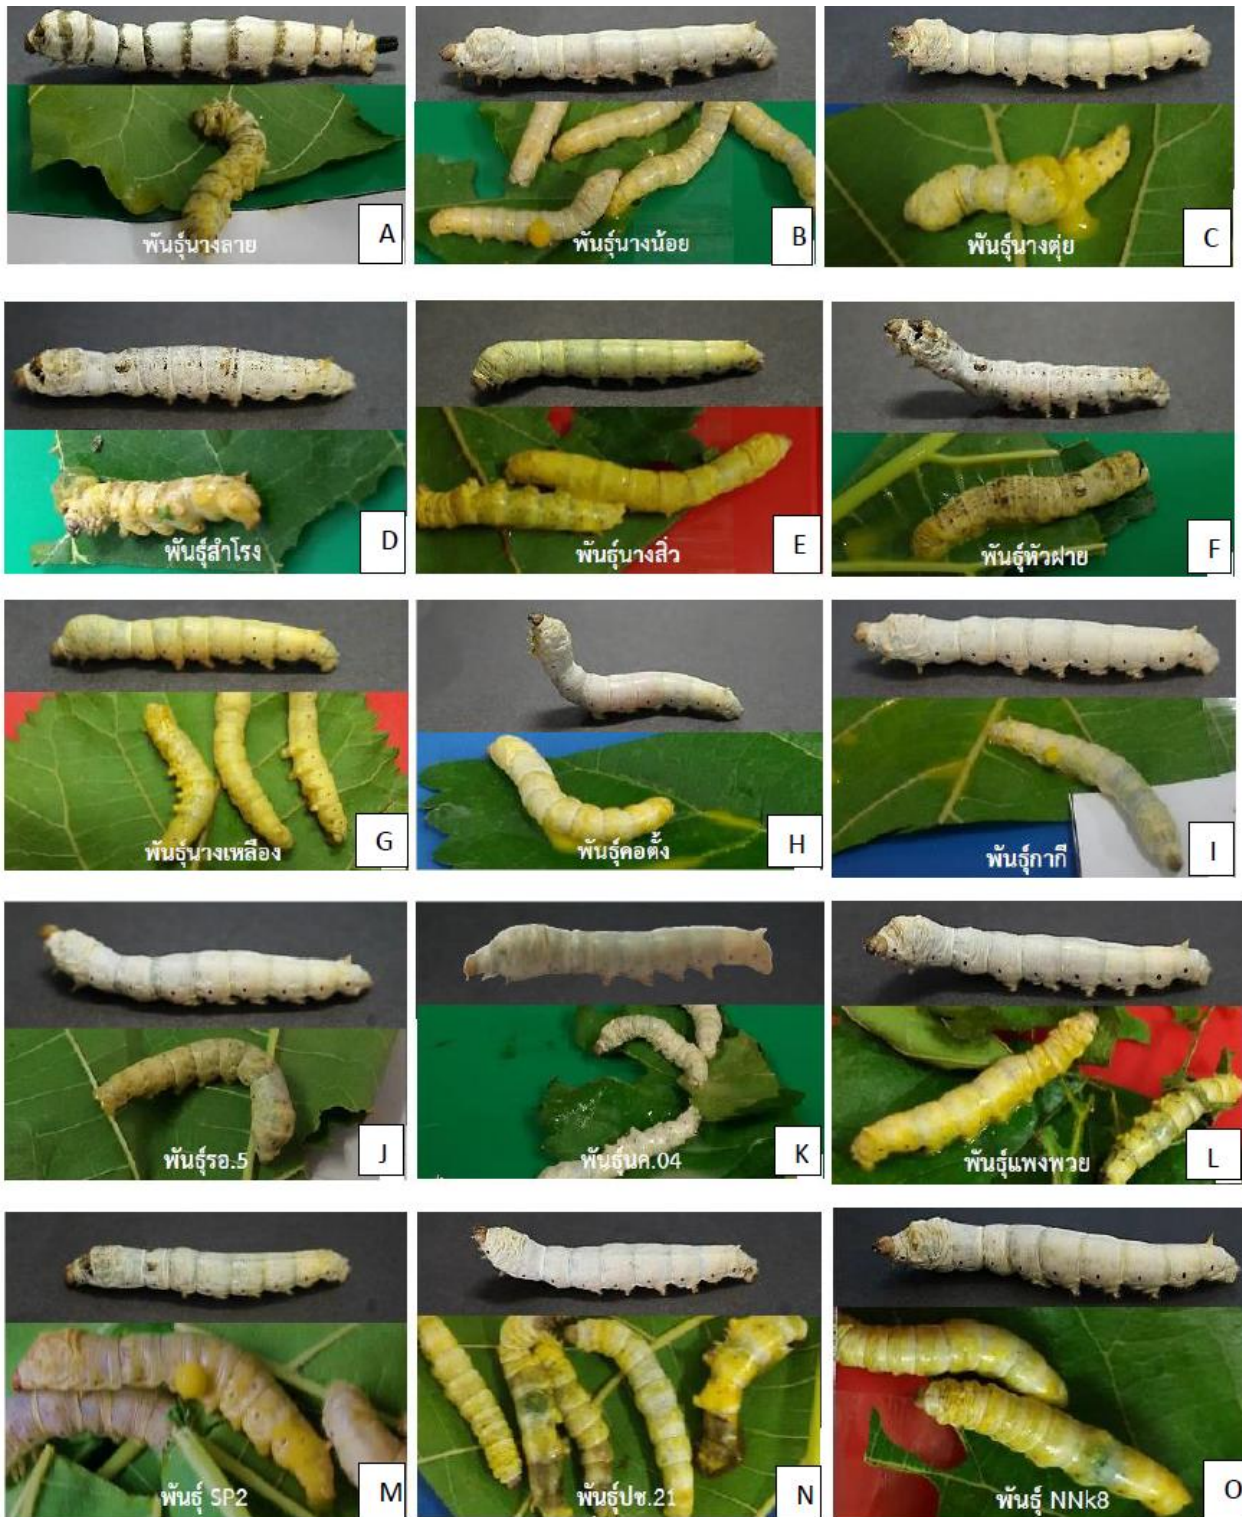 พันธุ์นางลาย
A
พันธุ์นางน้อย
B
พันธุ์นางตุ่ย
C
พันธุ์สำโรง
D
พันธุ์นางสิ่ว
E
พันธุ์หัวฝาย
F
พันธุ์นางเหลือง
G
พันธุ์คอตั้ง
H
พันธุ์กากี
I
พันธุ์รอ.5
J
พันธุ์นค.04
K
พันธุ์แพงพวย
L
พันธุ์ SP2
M
พันธุ์ปช.21
N
พันธุ์ NNk8
O